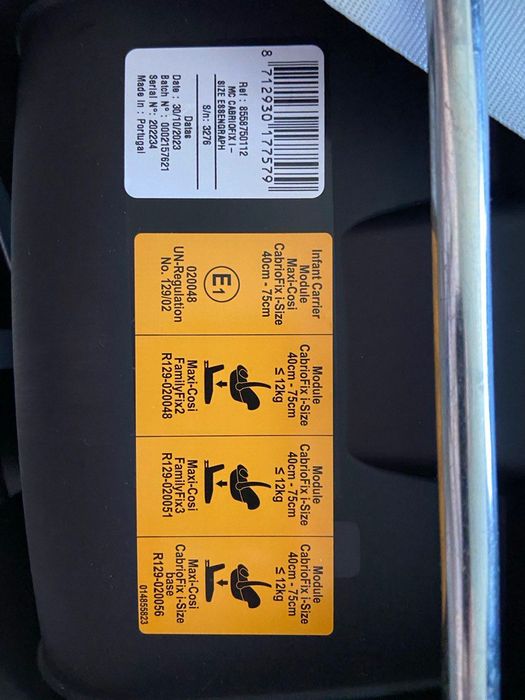 8 712930 177579
Ref : 8558750112
MC CABRIOFIX I-
SIZE ESSENGRAPH
S/n: 3276
Datas
Date : 30/10/2023
Batch N° : 0002157621
Serial N°: 202234
Made in : Portugal
Infant Carrier
Module
Maxi-Cosi
CabrioFix i-Size
40cm - 75cm
E1
020048
UN-Regulation
No. 129/02
Module
CabrioFix i-Size
40cm - 75cm
≤ 12kg
Maxi-Cosi
FamilyFix2
R129-020048
Module
CabrioFix i-Size
40cm - 75cm
≤ 12kg
Maxi-Cosi
FamilyFix3
R129-020051
Module
CabrioFix i-Size
40cm - 75cm
≤ 12kg
Maxi-Cosi
CabrioFix i-Size
base
R129-020056
014855823